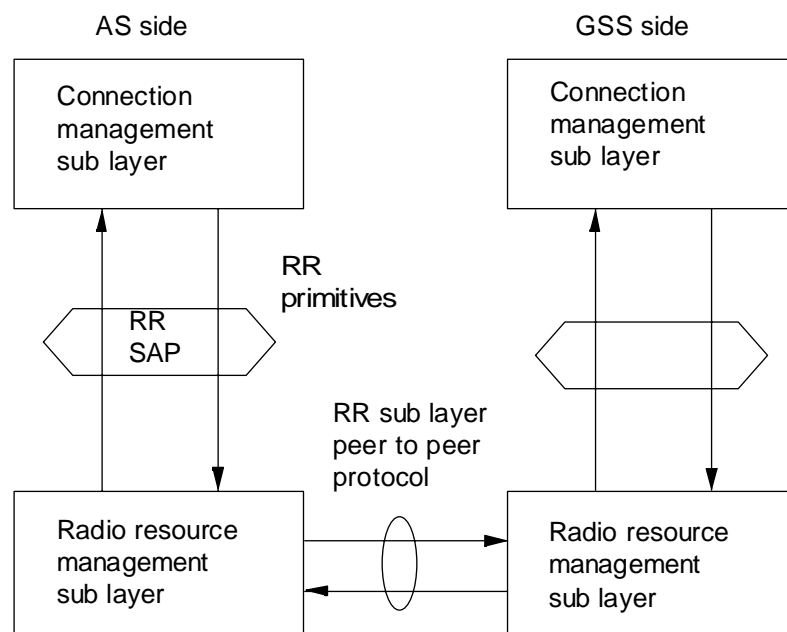 AS side
GSS side
Connection
management
sub layer
Connection
management
sub layer
RR
primitives
RR
SAP
RR sub layer
peer to peer
protocol
Radio resource
management
sub layer
Radio resource
management
sub layer